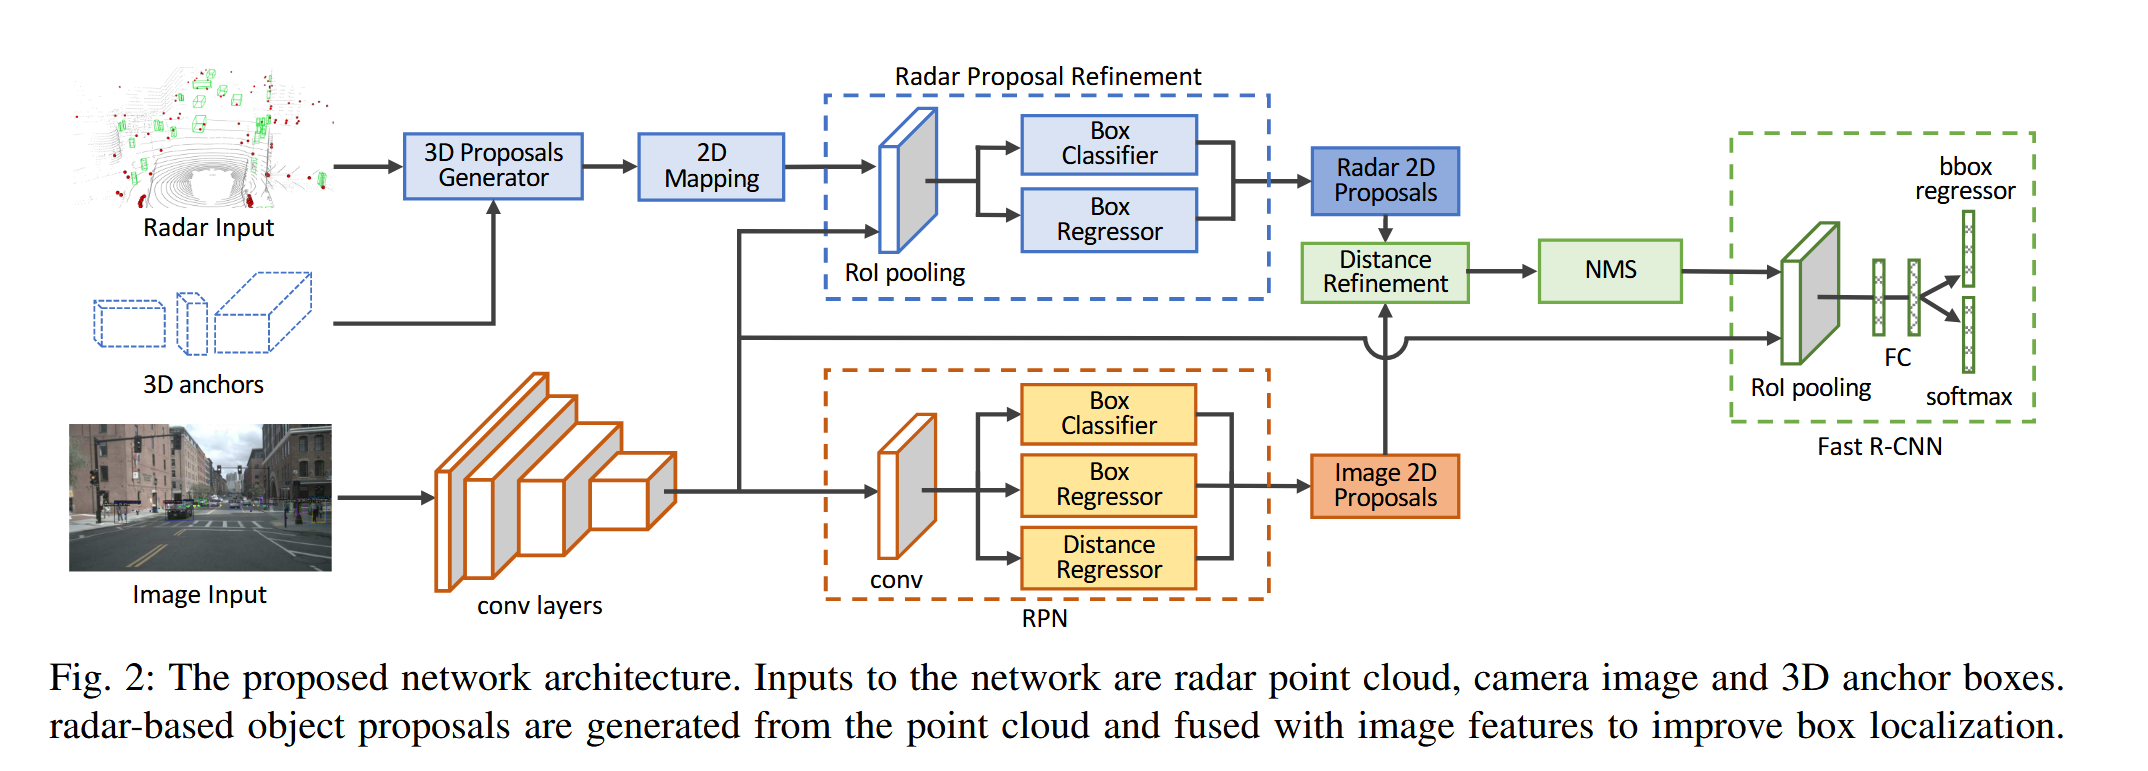 Radar Proposal Refinement
3D Proposals
Generator
2D
Mapping
Box
Classifier
Box
Regressor
RoI pooling
Radar 2D
Proposals
Distance
Refinement
NMS
bbox
regressor
FC
RoI pooling
softmax
Fast R-CNN
Radar Input
3D anchors
Image Input
conv layers
conv
Box
Classifier
Box
Regressor
Distance
Regressor
RPN
Image 2D
Proposals
Fig. 2: The proposed network architecture. Inputs to the network are radar point cloud, camera image and 3D anchor boxes.
radar-based object proposals are generated from the point cloud and fused with image features to improve box localization.